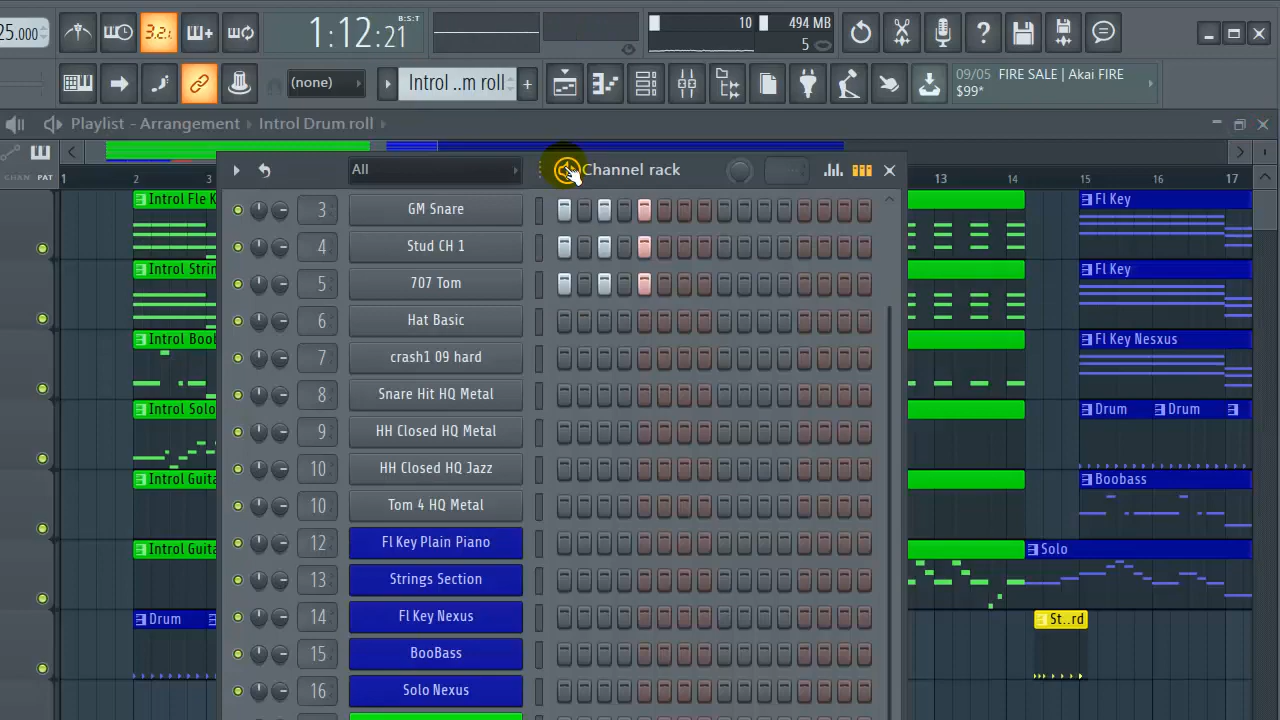 25.000
3.2.1
1:12:21
B:S:T
10
494 MB
5
(none)
Introl ..m roll
+
09/05 FIRE SALE | Akai FIRE
$99*
Playlist - Arrangement
Introl Drum roll
CHAN PAT
1
2
3
13
14
15
16
17
All
Channel rack
3 GM Snare
4 Stud CH 1
5 707 Tom
6 Hat Basic
7 crash1 09 hard
8 Snare Hit HQ Metal
9 HH Closed HQ Metal
10 HH Closed HQ Jazz
10 Tom 4 HQ Metal
12 Fl Key Plain Piano
13 Strings Section
14 Fl Key Nexus
15 BooBass
16 Solo Nexus
Introl Fle K
Introl Strin
Introl Boob
Introl Solo
Introl Guita
Introl Guita
Drum
Fl Key
Fl Key
Fl Key Nesxus
Drum
Drum
Boobass
Solo
St..rd